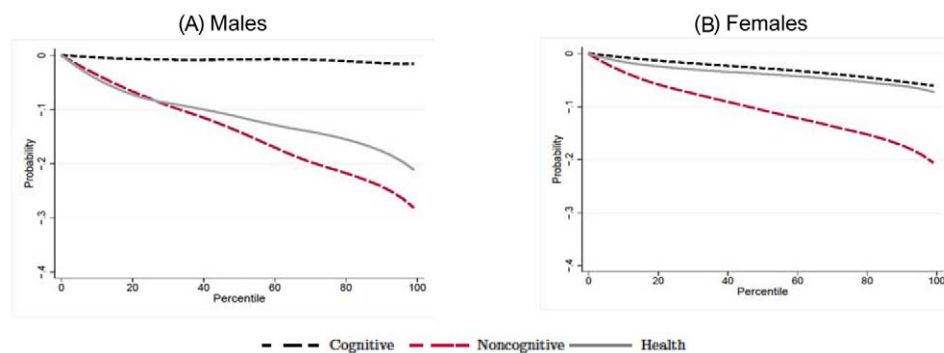 (A) Males
(B) Females
0
-.1
-.2
-.3
-.4
Probability
0
20
40
60
80
100
Percentile
0
-.1
-.2
-.3
-.4
Probability
0
20
40
60
80
100
Percentile
Cognitive
Noncognitive
Health